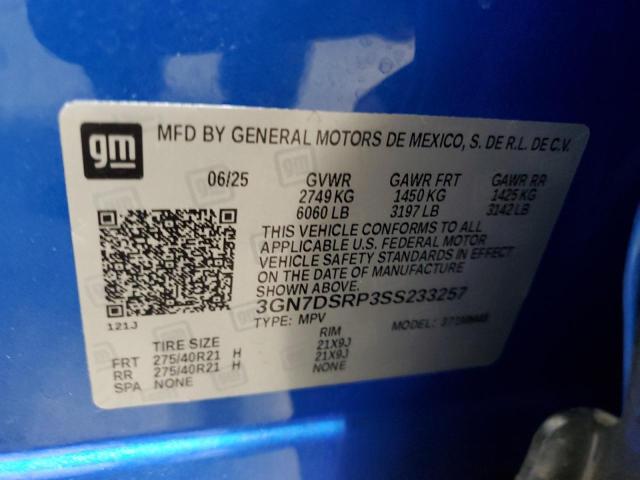 gm
MFD BY GENERAL MOTORS DE MEXICO, S. DE R.L. DE C.V.
06/25 GVWR GAWR FRT GAWR RR
2749 KG 1450 KG 1425 KG
6060 LB 3197 LB 3142 LB
THIS VEHICLE CONFORMS TO ALL
APPLICABLE U.S. FEDERAL MOTOR
VEHICLE SAFETY STANDARDS IN
EFFECT ON THE DATE OF MANUFACTURE
SHOWN ABOVE.
3GN7DSRP3SS233257
121J
TYPE: MPV MODEL:
TIRE SIZE RIM
FRT 275/40R21 H 21X9J
RR 275/40R21 H 21X9J
SPA NONE NONE